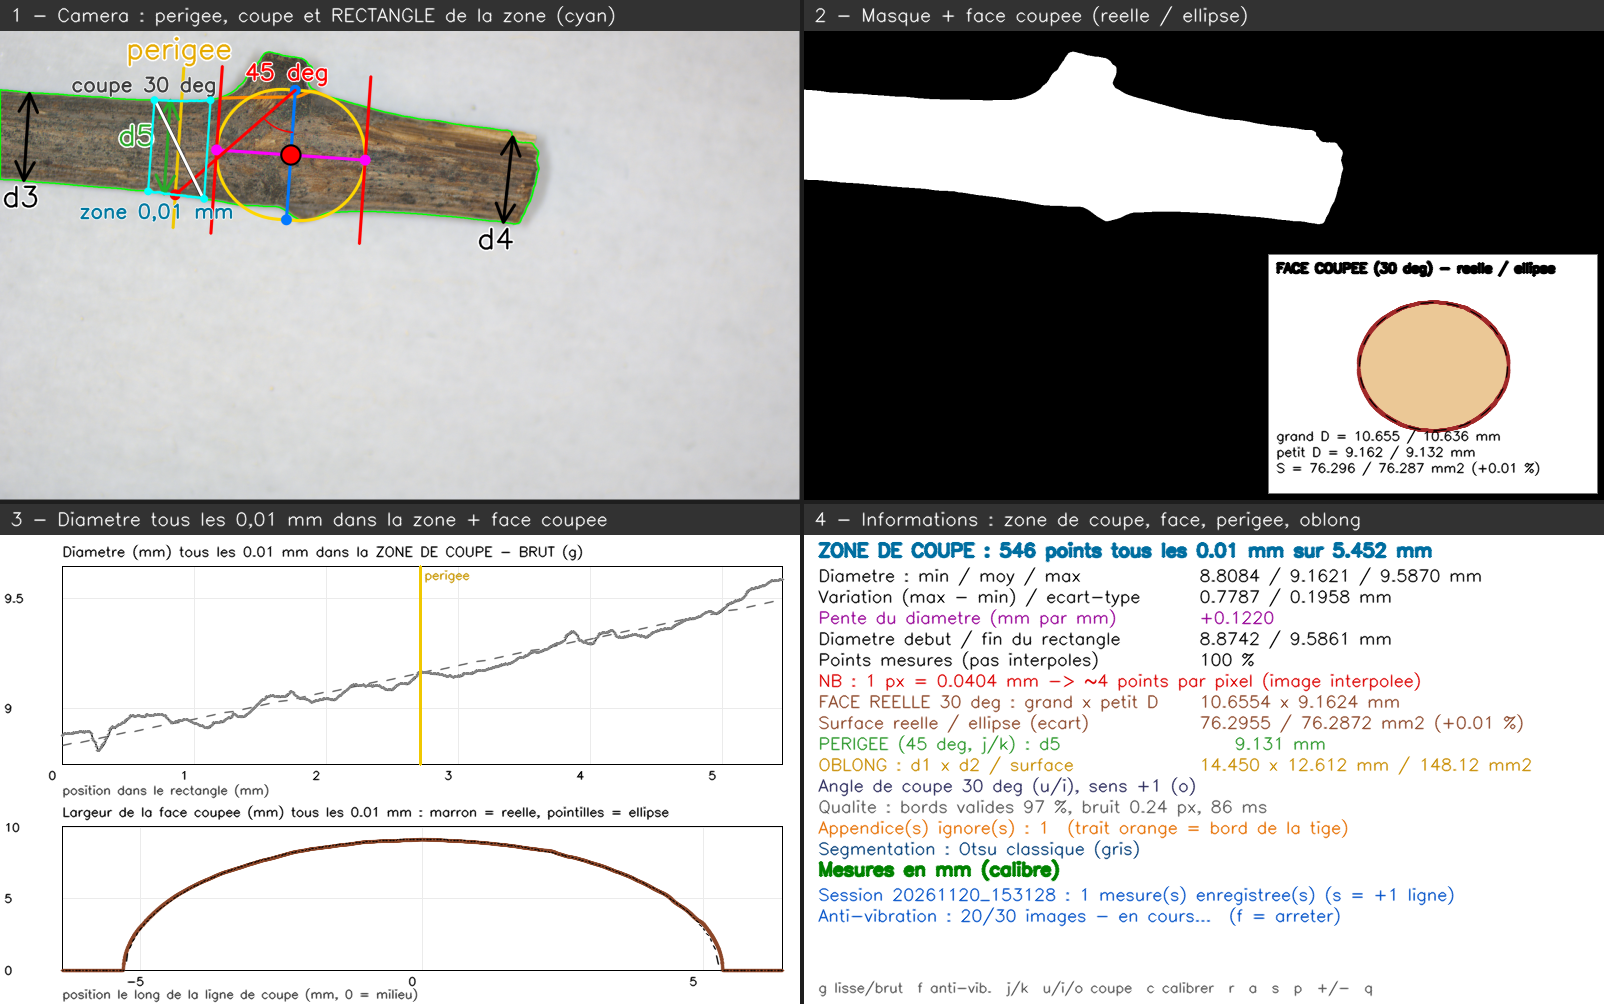 1 - Camera : perigee, coupe et RECTANGLE de la zone (cyan)
perigee
coupe 30 deg
45 deg
d5
d3
zone 0,01 mm
d4
2 - Masque + face coupee (reelle / ellipse)
FACE COUPEE (30 deg) - reelle / ellipse
grand D = 10.655 / 10.636 mm
petit D = 9.162 / 9.132 mm
S = 76.296 / 76.287 mm2 (+0.01 %)
3 - Diametre tous les 0,01 mm dans la zone + face coupee
Diametre (mm) tous les 0.01 mm dans la ZONE DE COUPE - BRUT (g)
perigee
9.5
9
0 1 2 3 4 5
position dans le rectangle (mm)
Largeur de la face coupee (mm) tous les 0.01 mm : marron = reelle, pointilles = ellipse
10
5
0
-5 0 5
position le long de la ligne de coupe (mm, 0 = milieu)
4 - Informations : zone de coupe, face, perigee, oblong
ZONE DE COUPE : 546 points tous les 0.01 mm sur 5.452 mm
Diametre : min / moy / max 8.8084 / 9.1621 / 9.5870 mm
Variation (max - min) / ecart-type 0.7787 / 0.1958 mm
Pente du diametre (mm par mm) +0.1220
Diametre debut / fin du rectangle 8.8742 / 9.5861 mm
Points mesures (pas interpoles) 100 %
NB : 1 px = 0.0404 mm -> ~4 points par pixel (image interpolee)
FACE REELLE 30 deg : grand x petit D 10.6554 x 9.1624 mm
Surface reelle / ellipse (ecart) 76.2955 / 76.2872 mm2 (+0.01 %)
PERIGEE (45 deg, j/k) : d5 9.131 mm
OBLONG : d1 x d2 / surface 14.450 x 12.612 mm / 148.12 mm2
Angle de coupe 30 deg (u/i), sens +1 (o)
Qualite : bords valides 97 %, bruit 0.24 px, 86 ms
Appendice(s) ignore(s) : 1 (trait orange = bord de la tige)
Segmentation : Otsu classique (gris)
Mesures en mm (calibre)
Session 20261120_153128 : 1 mesure(s) enregistree(s) (s = +1 ligne)
Anti-vibration : 20/30 images - en cours... (f = arreter)
g lisse/brut f anti-vib. j/k u/i/o coupe c calibrer r a s p +/- q